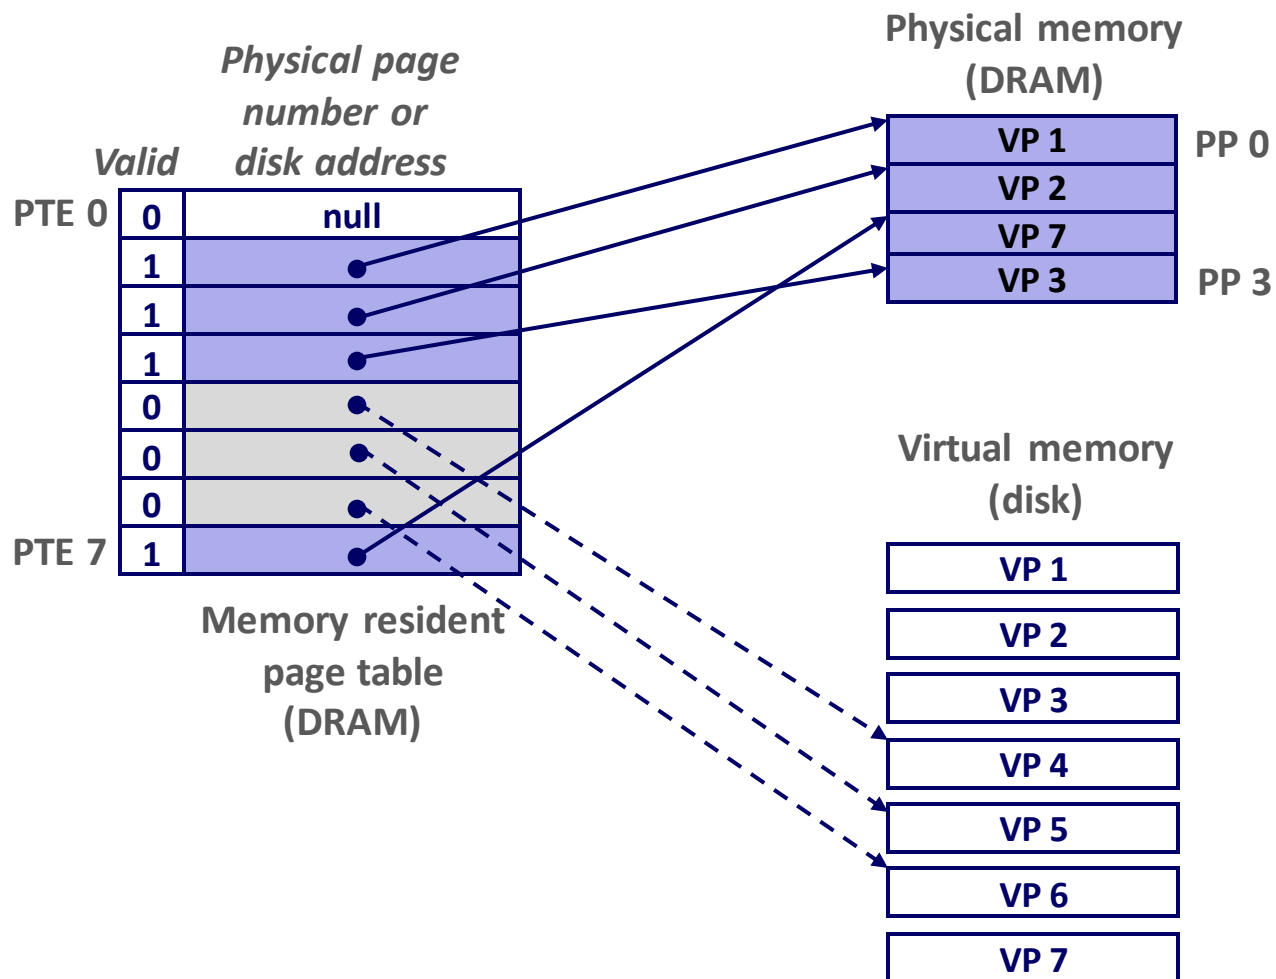 Physical memory
(DRAM)
Physical page
number or
disk address
Valid
VP 1
PP 0
VP 2
VP 7
VP 3
PP 3
PTE 0
0
null
1
1
1
0
0
0
PTE 7
1
Memory resident
page table
(DRAM)
Virtual memory
(disk)
VP 1
VP 2
VP 3
VP 4
VP 5
VP 6
VP 7